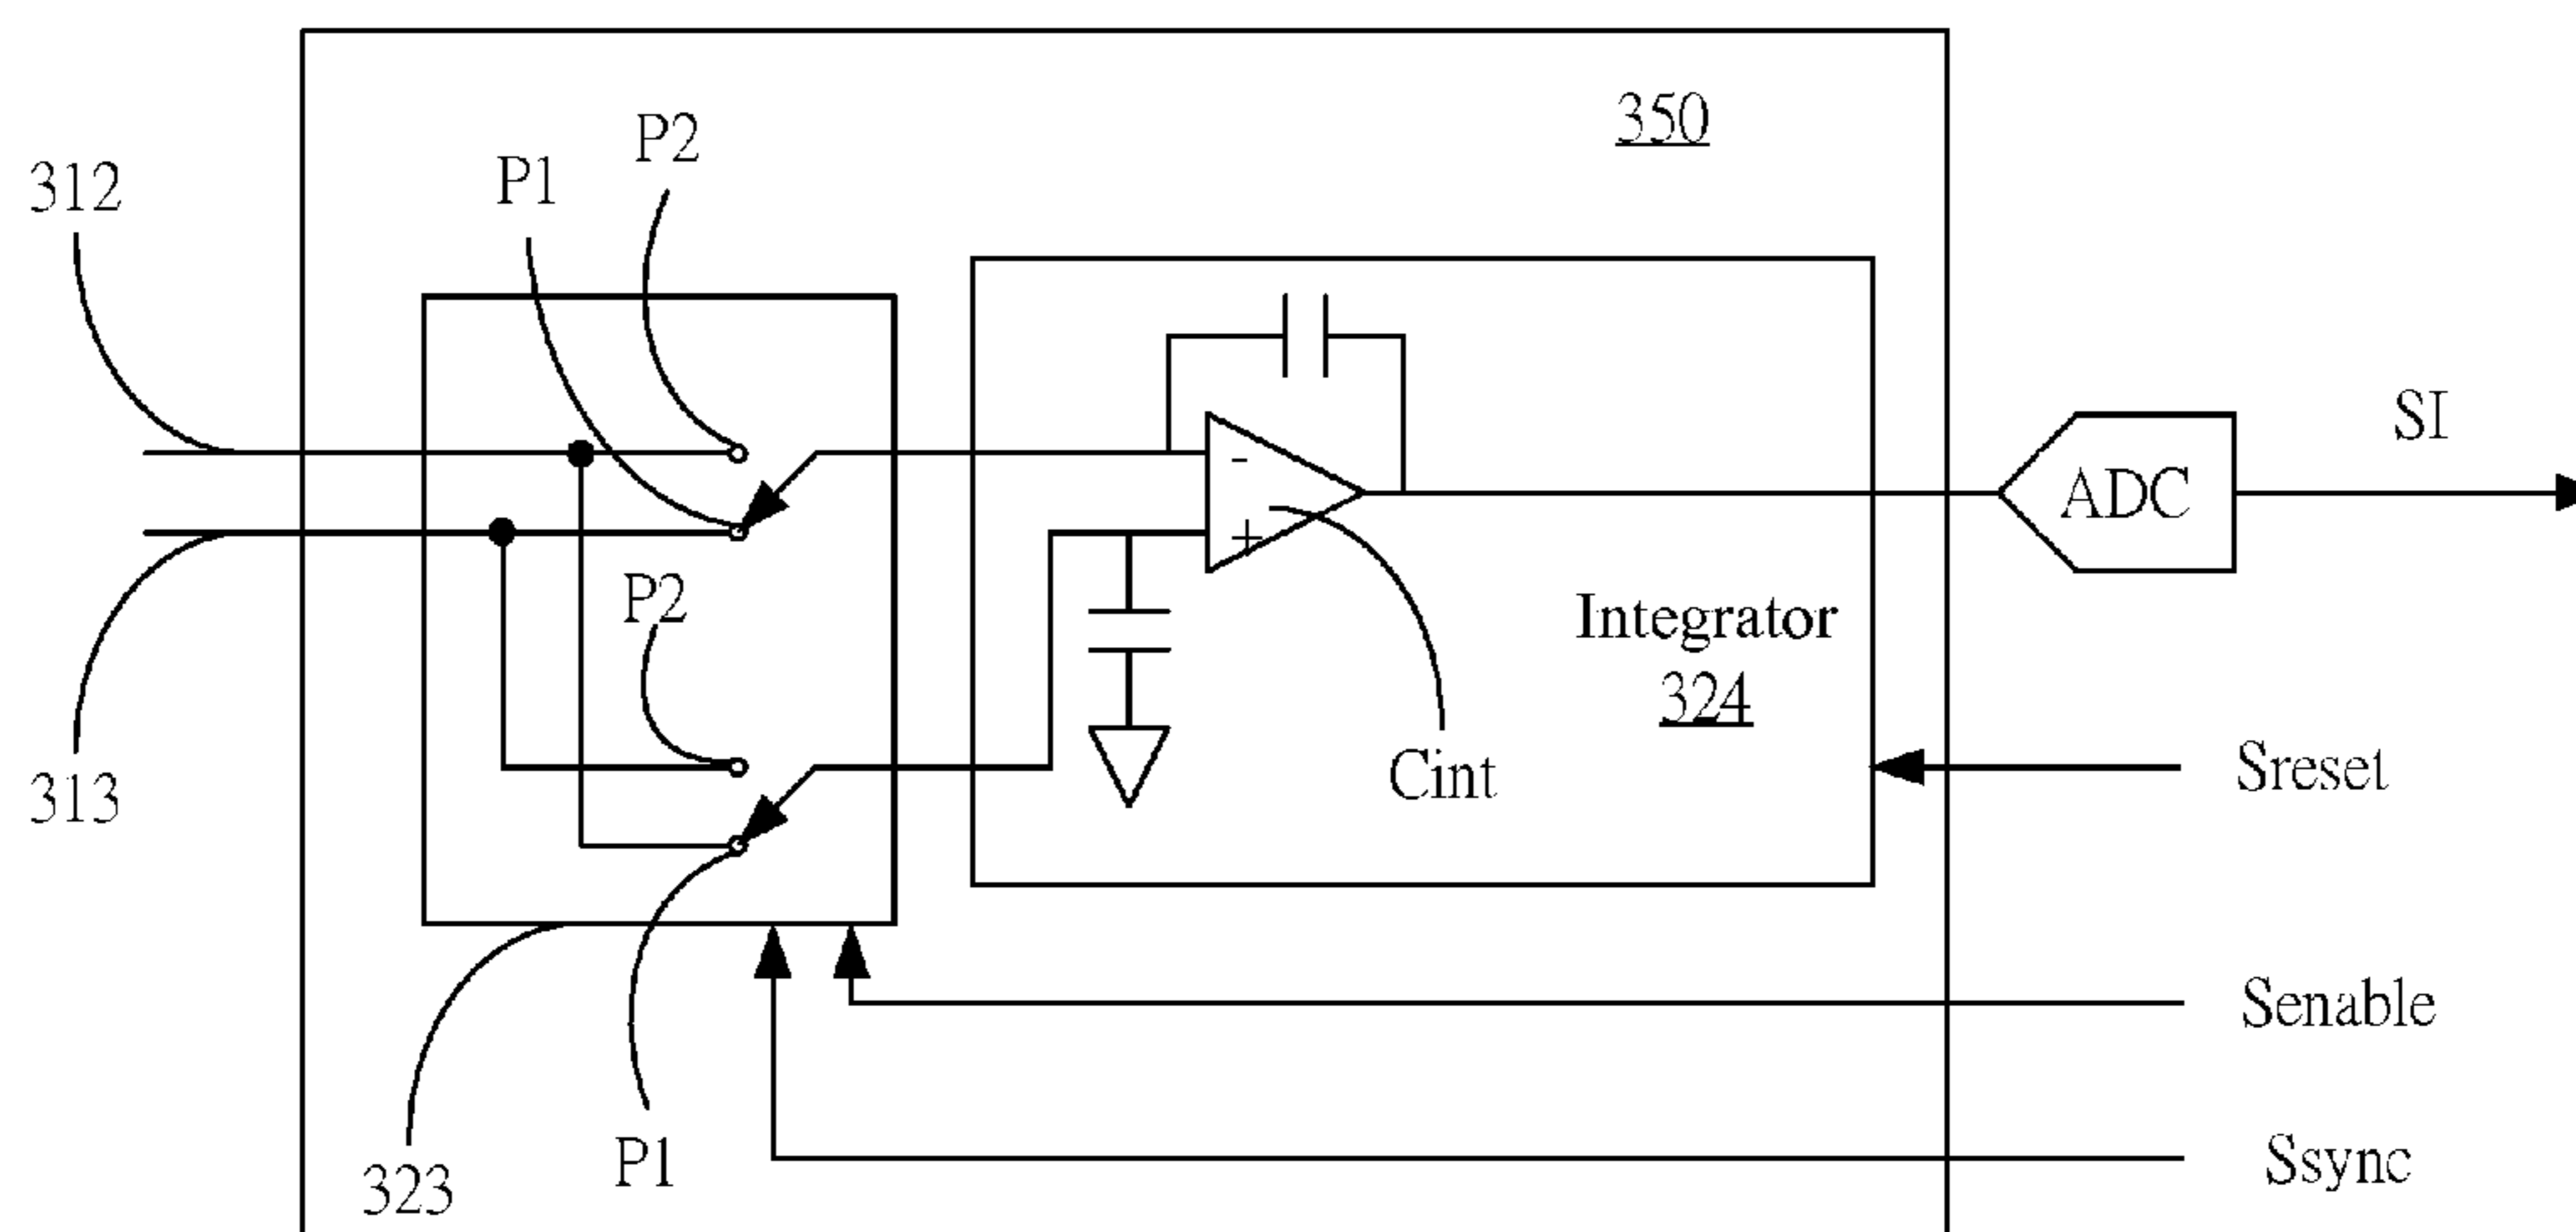 350
P2
P1
312
SI
-
ADC
+
P2
Integrator
324
Cint
Sreset
313
Senable
P1
Ssync
323